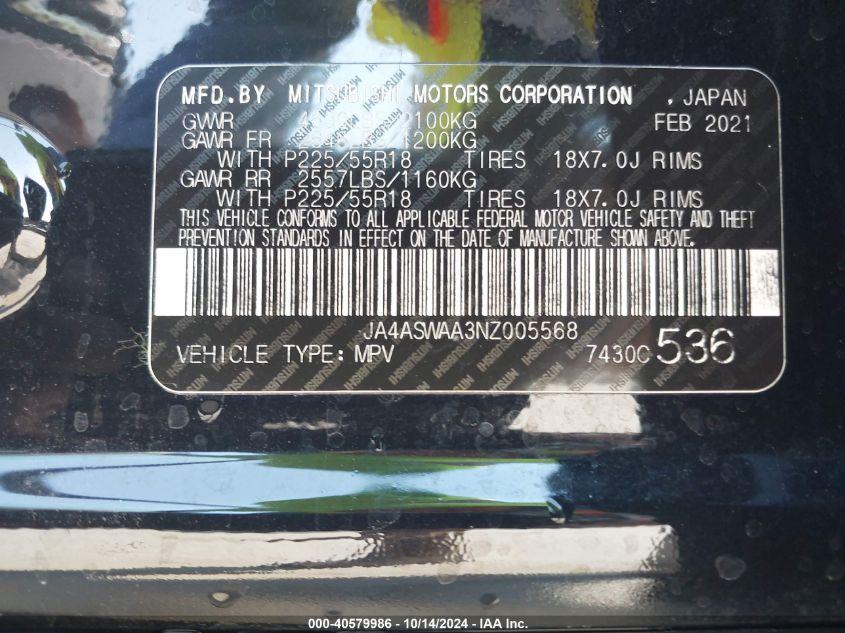 MFD.BY MITSUBISHI MOTORS CORPORATION , JAPAN
GVWR 2100KG FEB 2021
GAWR FR 1200KG
WITH P225/55R18 TIRES 18X7.0J RIMS
GAWR RR 2557LBS/1160KG
WITH P225/55R18 TIRES 18X7.0J RIMS
THIS VEHICLE CONFORMS TO ALL APPLICABLE FEDERAL MOTOR VEHICLE SAFETY AND THEFT
PREVENTION STANDARDS IN EFFECT ON THE DATE OF MANUFACTURE SHOWN ABOVE.
JA4ASWAA3NZ005568
VEHICLE TYPE:MPV 7430C 536
000-40579986 - 10/14/2024 - IAA Inc.